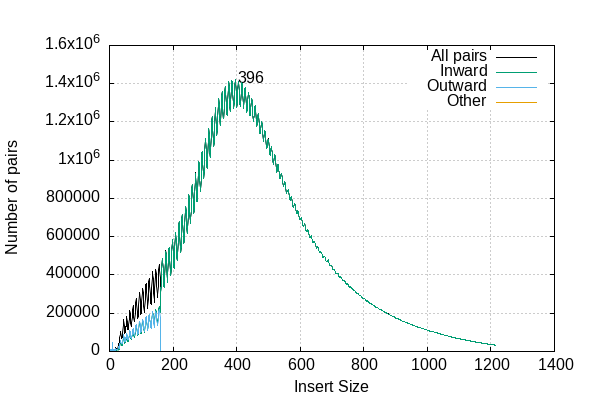 1.6x10⁶
1.4x10⁶
1.2x10⁶
1x10⁶
800000
600000
400000
200000
0
Number of pairs
396
All pairs
Inward
Outward
Other
0 200 400 600 800 1000 1200 1400
Insert Size